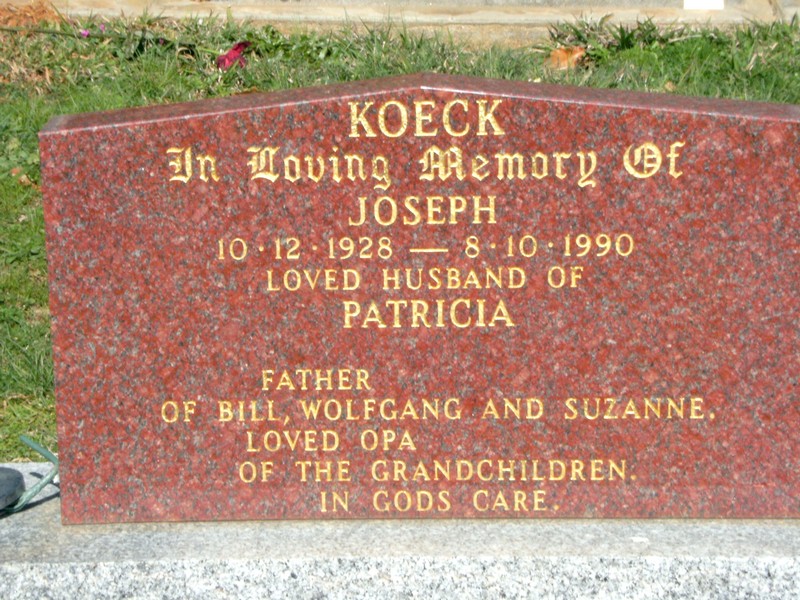 KOECK
In Loving Memory Of
JOSEPH
10·12·1928 — 8·10·1990
LOVED HUSBAND OF
PATRICIA
FATHER
OF BILL, WOLFGANG AND SUZANNE.
LOVED OPA
OF THE GRANDCHILDREN.
IN GODS CARE.